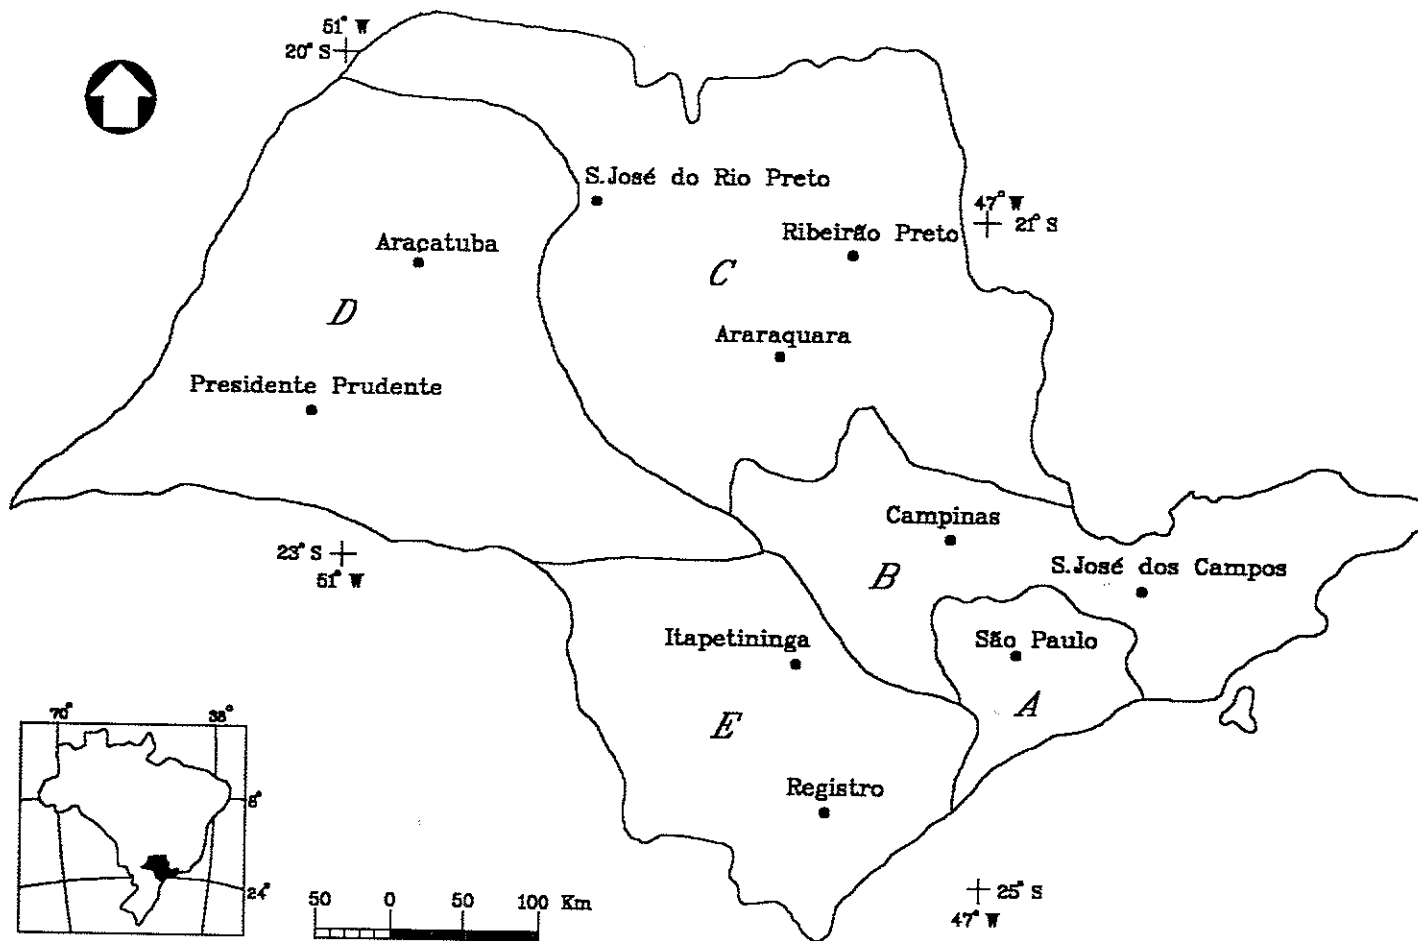 51° W
20° S
S.José do Rio Preto
47° W
21° S
Ribeirão Preto
Araçatuba
C
D
Araraquara
Presidente Prudente
Campinas
23° S
51° W
S.José dos Campos
B
Itapetininga
São Paulo
A
E
70° 38°
Registro
8°
24°
50 0 50 100 Km
25° S
47° W